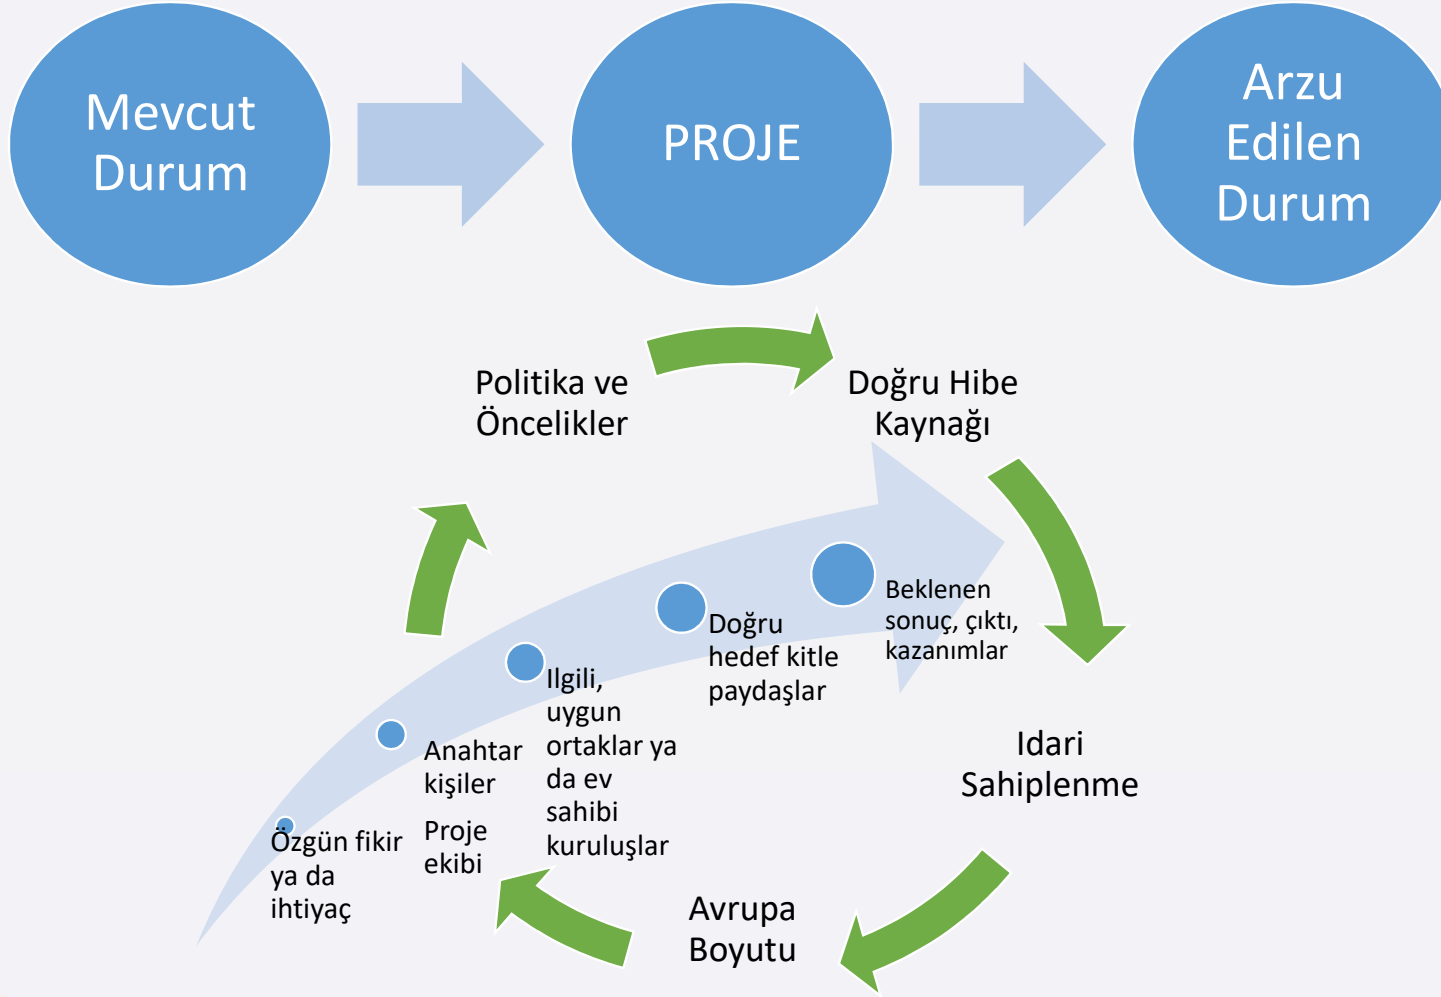 Mevcut
Durum
PROJE
Arzu
Edilen
Durum
Politika ve
Öncelikler
Doğru Hibe
Kaynağı
Idari
Sahiplenme
Avrupa
Boyutu
Özgün fikir
ya da
ihtiyaç
Anahtar
kişiler
Proje
ekibi
Ilgili,
uygun
ortaklar ya
da ev
sahibi
kuruluşlar
Doğru
hedef kitle
paydaşlar
Beklenen
sonuç, çıktı,
kazanımlar